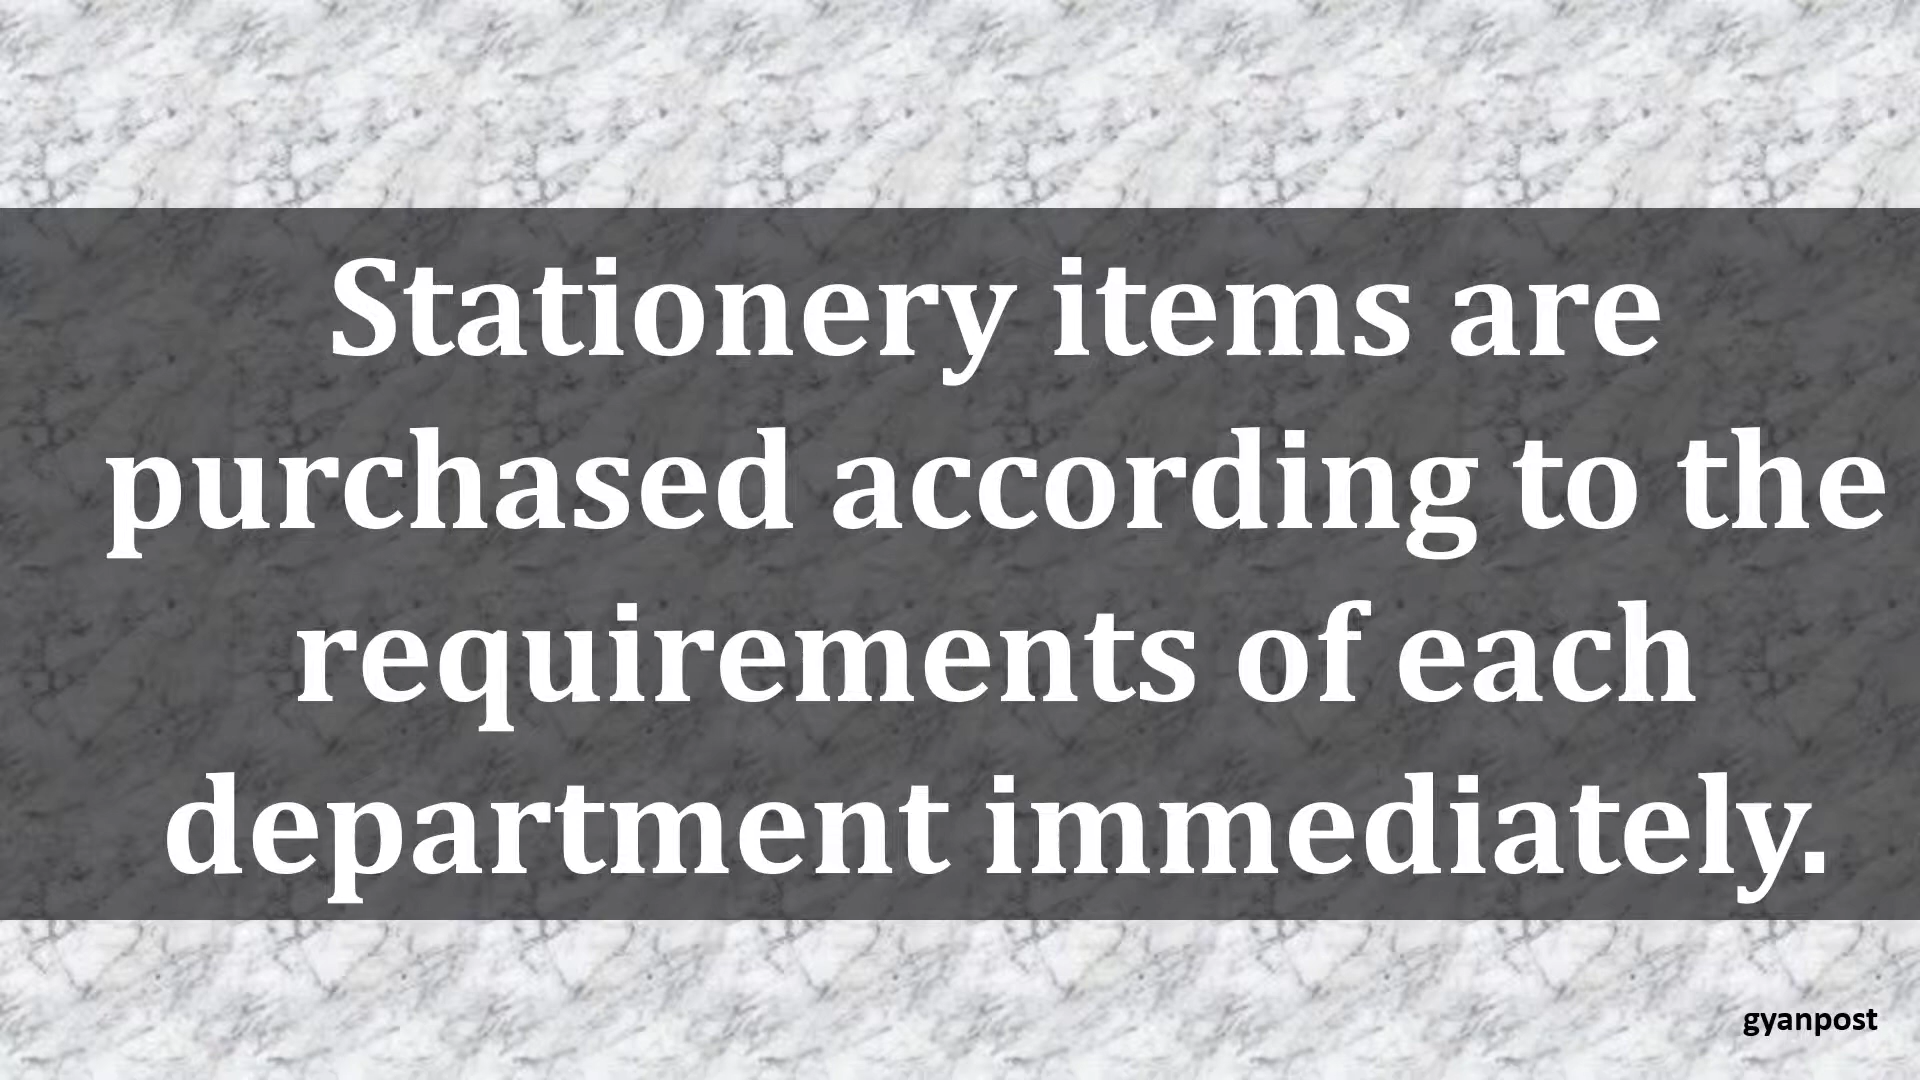 Stationery items are
purchased according to the
requirements of each
department immediately.
gyanpost